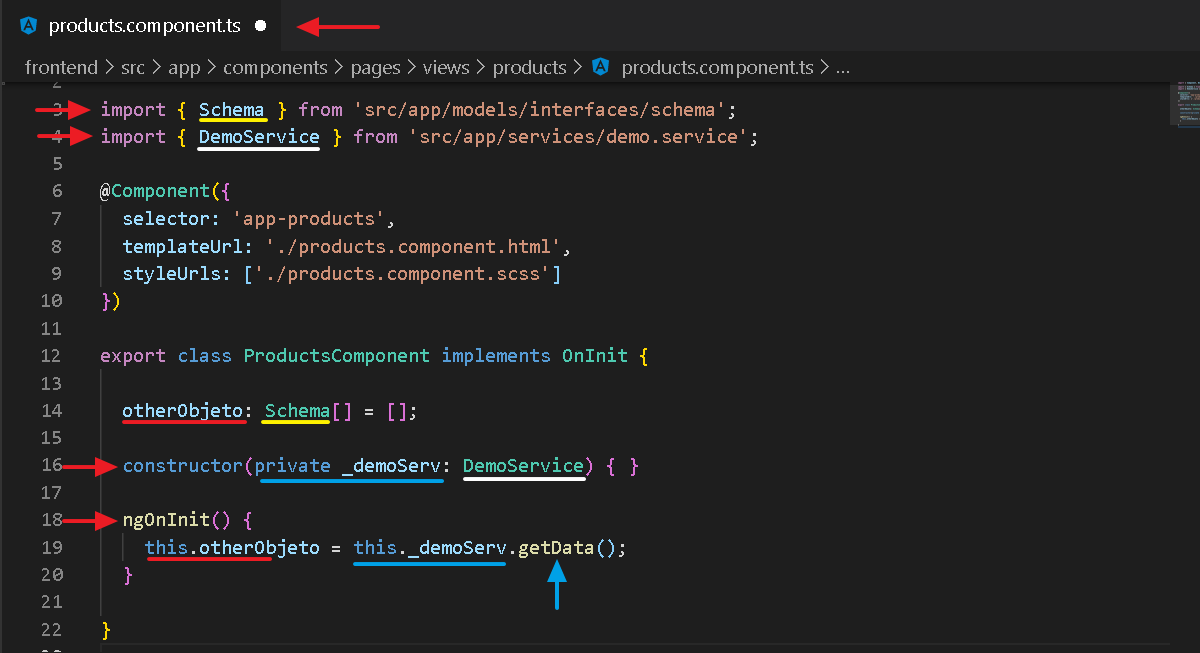 products.component.ts
frontend > src > app > components > pages > views > products > products.component.ts > ...
2
3 import { Schema } from 'src/app/models/interfaces/schema';
4 import { DemoService } from 'src/app/services/demo.service';
5
6 @Component({
7   selector: 'app-products',
8   templateUrl: './products.component.html',
9   styleUrls: ['./products.component.scss']
10 })
11
12 export class ProductsComponent implements OnInit {
13
14   otherObjeto: Schema[] = [];
15
16   constructor(private _demoServ: DemoService) { }
17
18   ngOnInit() {
19     this.otherObjeto = this._demoServ.getData();
20   }
21
22 }